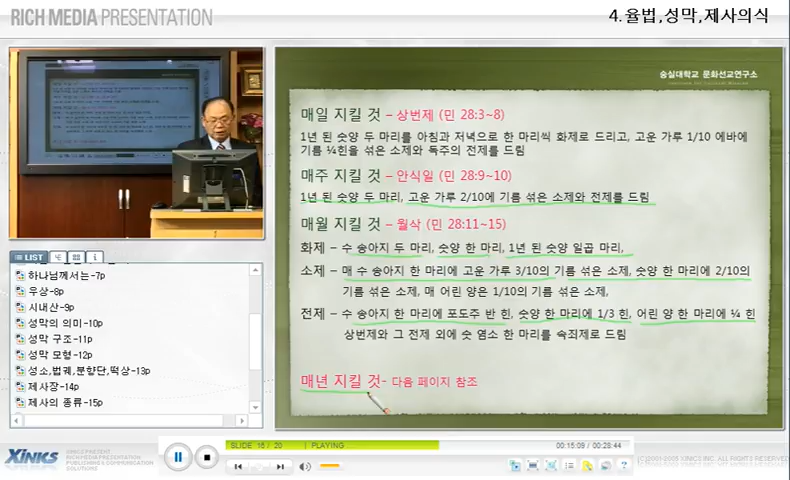 RICH MEDIA PRESENTATION
4.율법,성막,제사의식
숭실대학교 문화선교연구소
매일 지킬 것 – 상번제 (민 28:3~8)
1년 된 숫양 두 마리를 아침과 저녁으로 한 마리씩 화제로 드리고, 고운 가루 1/10 에바에
기름 ¼힌을 섞은 소제와 독주의 전제를 드림
매주 지킬 것 – 안식일 (민 28:9~10)
1년 된 숫양 두 마리, 고운 가루 2/10에 기름 섞은 소제와 전제를 드림
매월 지킬 것 – 월삭 (민 28:11~15)
화제 – 수 송아지 두 마리, 숫양 한 마리, 1년 된 숫양 일곱 마리,
소제 – 매 수 송아지 한 마리에 고운 가루 3/10의 기름 섞은 소제, 숫양 한 마리에 2/10의
기름 섞은 소제, 매 어린 양은 1/10의 기름 섞은 소제,
전제 – 수 송아지 한 마리에 포도주 반 힌, 숫양 한 마리에 1/3 힌, 어린 양 한 마리에 ¼ 힌
상번제와 그 전제 외에 숫 염소 한 마리를 속죄제로 드림
매년 지킬 것- 다음 페이지 참조
LIST
하나님께서는-7p
우상-8p
시내산-9p
성막의 의미-10p
성막 구조-11p
성막 모형-12p
성소,법궤,분향단,떡상-13p
제사장-14p
제사의 종류-15p
XINKS
RICH MEDIA PRESENTATION
PUBLISHING & COMMUNICATION
SOLUTIONS
SLIDE 16 / 20 | PLAYING
00:15:09 / 00:28:44
(C)2001-2005 XINICS INC. ALL RIGHTS RESERVED